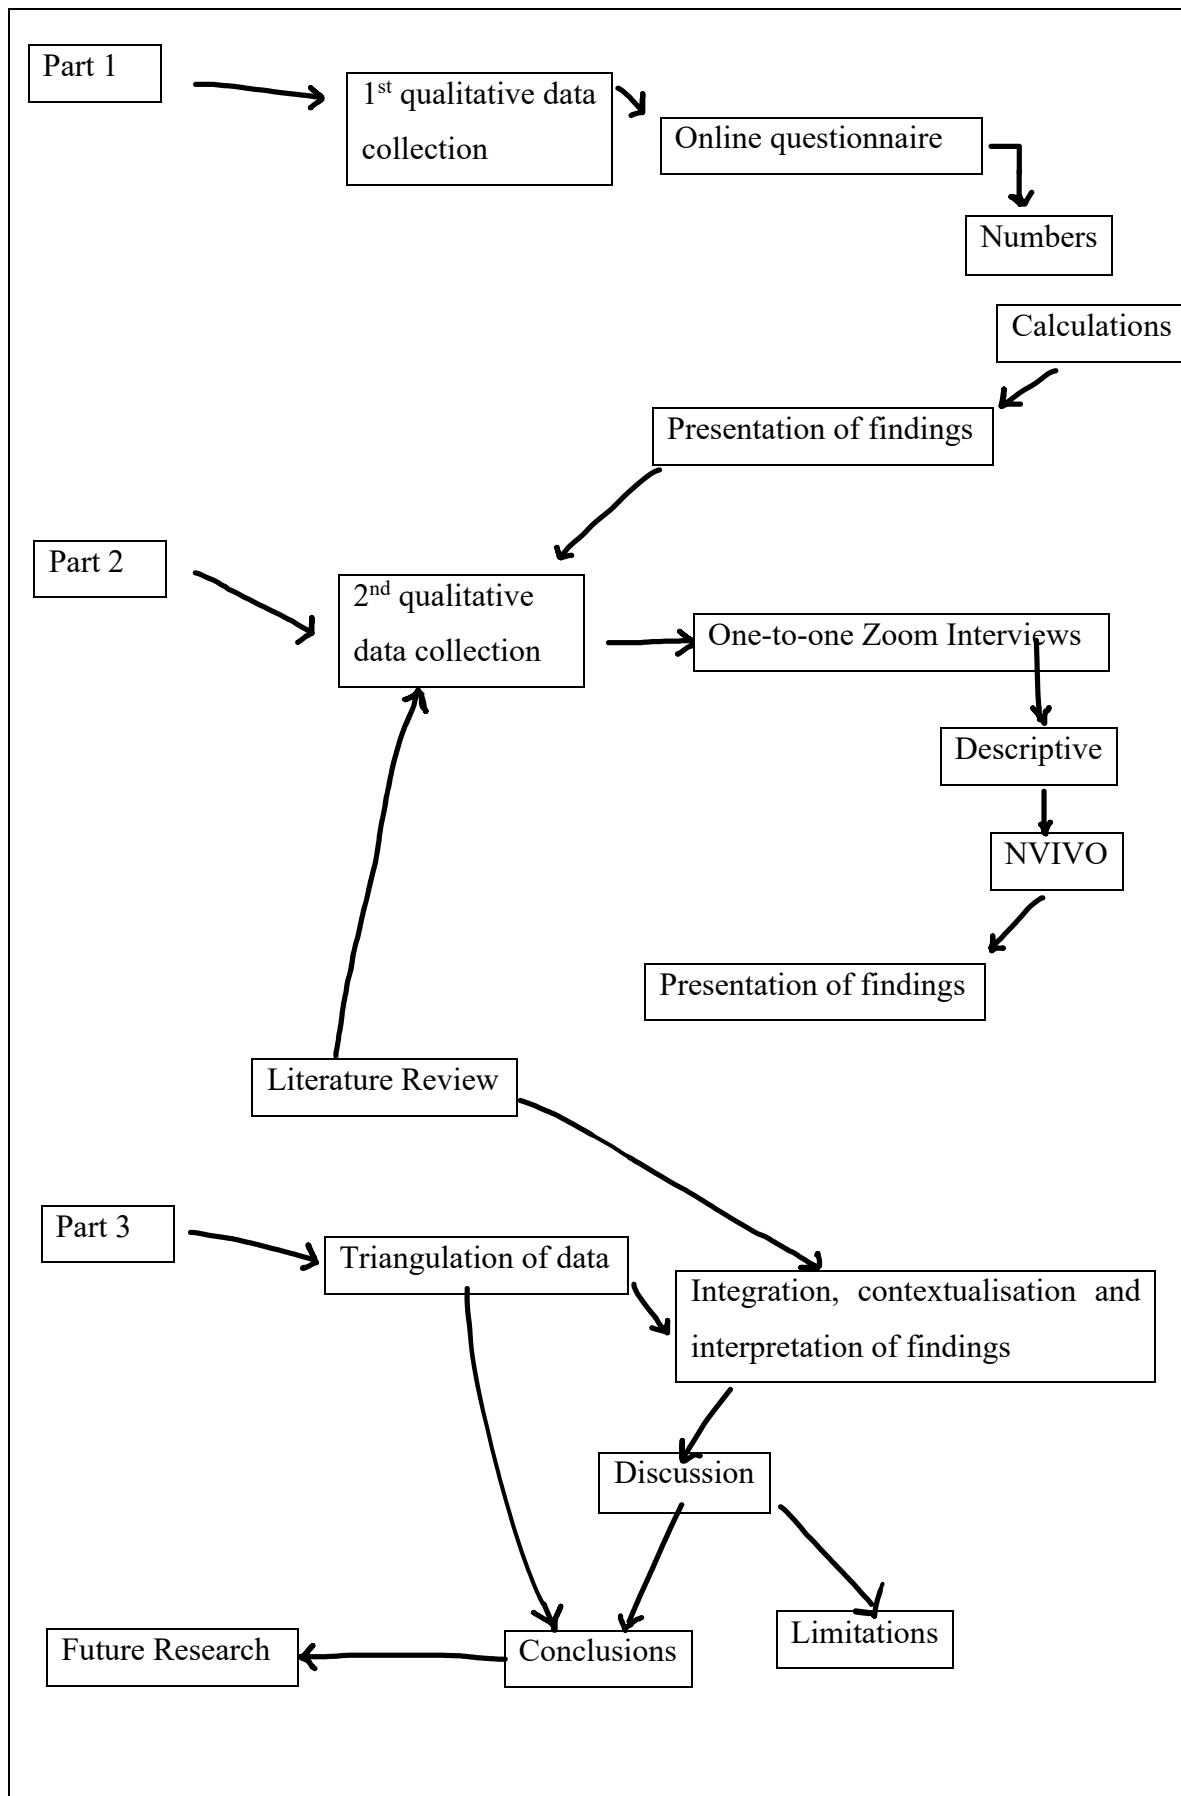 Part 1
1st qualitative data
collection
Online questionnaire
Numbers
Calculations
Presentation of findings
Part 2
2nd qualitative
data collection
One-to-one Zoom Interviews
Descriptive
NVIVO
Presentation of findings
Literature Review
Part 3
Triangulation of data
Integration, contextualisation and
interpretation of findings
Discussion
Limitations
Conclusions
Future Research